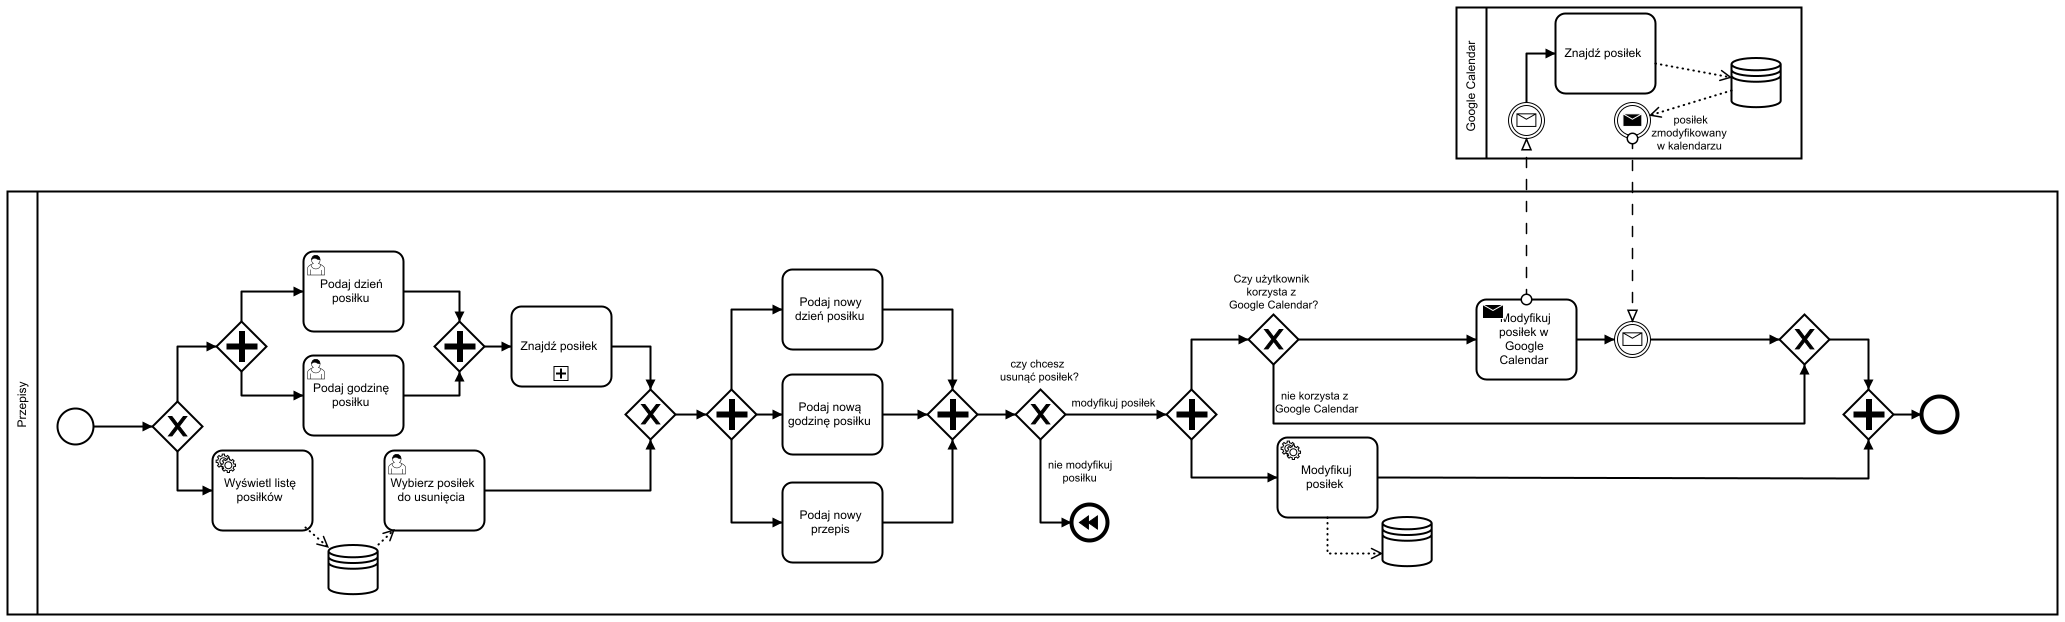 Google Calendar
Znajdź posiłek
posiłek
zmodyfikowany
w kalendarzu
Przepisy
Podaj dzień
posiłku
Podaj godzinę
posiłku
Znajdź posiłek
Wyświetl listę
posiłków
Wybierz posiłek
do usunięcia
Podaj nowy
dzień posiłku
Podaj nową
godzinę posiłku
Podaj nowy
przepis
czy chcesz
usunąć posiłek?
modyfikuj posiłek
nie modyfikuj
posiłku
Czy użytkownik
korzysta z
Google Calendar?
nie korzysta z
Google Calendar
Modyfikuj
posiłek w
Google
Calendar
Modyfikuj
posiłek